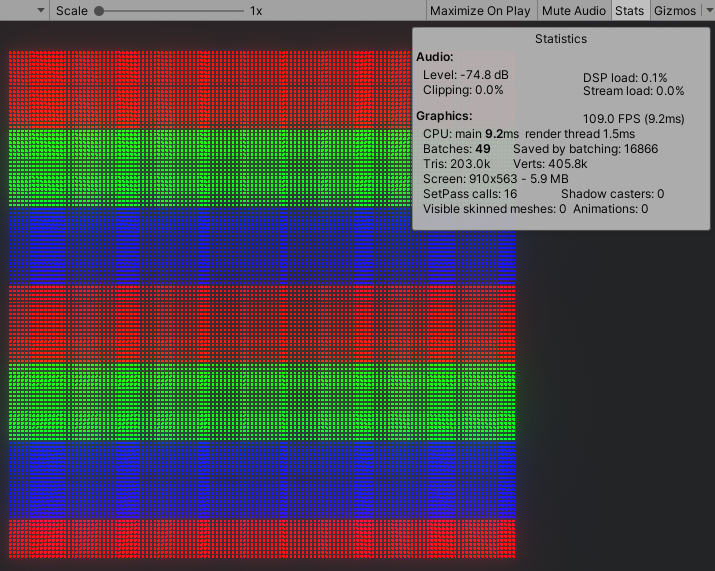 Scale 1x Maximize On Play Mute Audio Stats Gizmos
Statistics
Audio:
Level: -74.8 dB DSP load: 0.1%
Clipping: 0.0% Stream load: 0.0%
Graphics: 109.0 FPS (9.2ms)
CPU: main 9.2ms render thread 1.5ms
Batches: 49 Saved by batching: 16866
Tris: 203.0k Verts: 405.8k
Screen: 910x563 - 5.9 MB
SetPass calls: 16 Shadow casters: 0
Visible skinned meshes: 0 Animations: 0